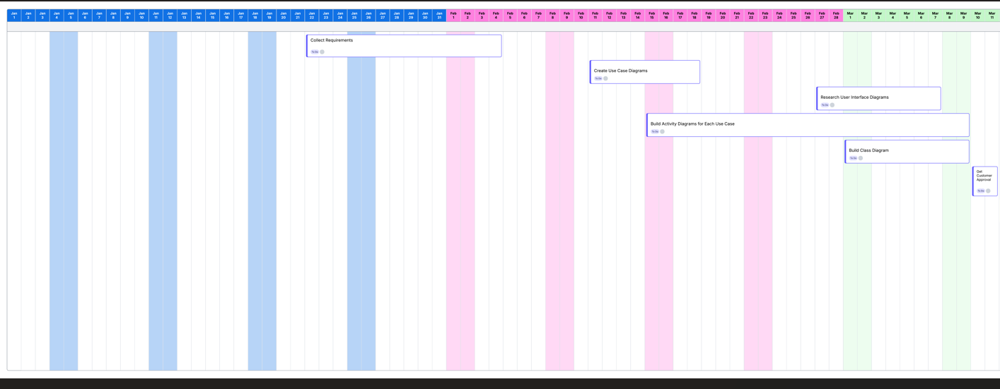 Jan Jan Jan Jan Jan Jan Jan Jan Jan Jan Jan Jan Jan Jan Jan Jan Jan Jan Jan Jan Jan Jan Jan Jan Jan Jan Jan Jan Jan Jan Jan Feb Feb Feb Feb Feb Feb Feb Feb Feb Feb Feb Feb Feb Feb Feb Feb Feb Feb Feb Feb Feb Feb Feb Feb Feb Feb Feb Feb Mar Mar Mar Mar Mar Mar Mar Mar Mar Mar Mar
1 2 3 4 5 6 7 8 9 10 11 12 13 14 15 16 17 18 19 20 21 22 23 24 25 26 27 28 29 30 31 1 2 3 4 5 6 7 8 9 10 11 12 13 14 15 16 17 18 19 20 21 22 23 24 25 26 27 28 1 2 3 4 5 6 7 8 9 10 11
Collect Requirements
To Do
Create Use Case Diagrams
To Do
Research User Interface Diagrams
To Do
Build Activity Diagrams for Each Use Case
To Do
Build Class Diagram
To Do
Get
Customer
Approval
To Do